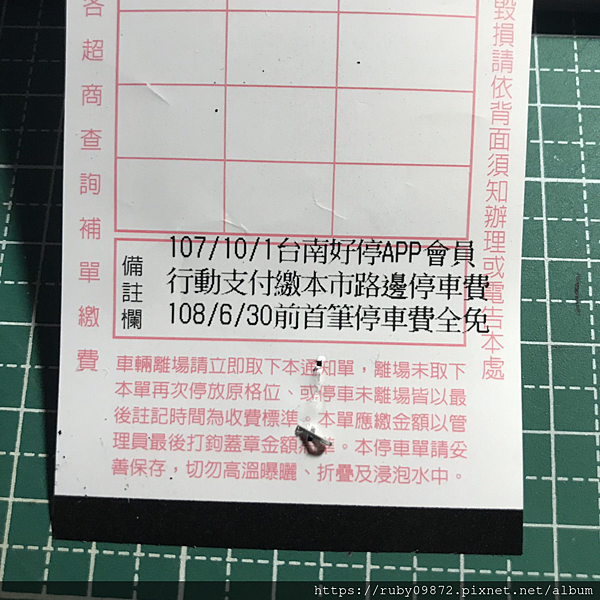 各超商查詢補單繳費
毀損請依背面須知辦理或電告本處
備註欄
107/10/1台南好停APP會員
行動支付繳本市路邊停車費
108/6/30前首筆停車費全免
車輛離場請立即取下本通知單，離場未取下
本單再次停放原格位、或停車未離場皆以最
後註記時間為收費標準。本單應繳金額以管
理員最後打鉤蓋章金額為準。本停車單請妥
善保存，切勿高溫曝曬、折疊及浸泡水中。
https://ruby09872.pixnet.net/album